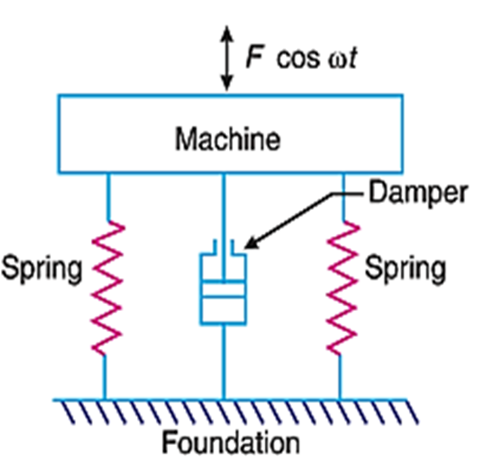 F cos ωt
Machine
Damper
Spring
Spring
Foundation